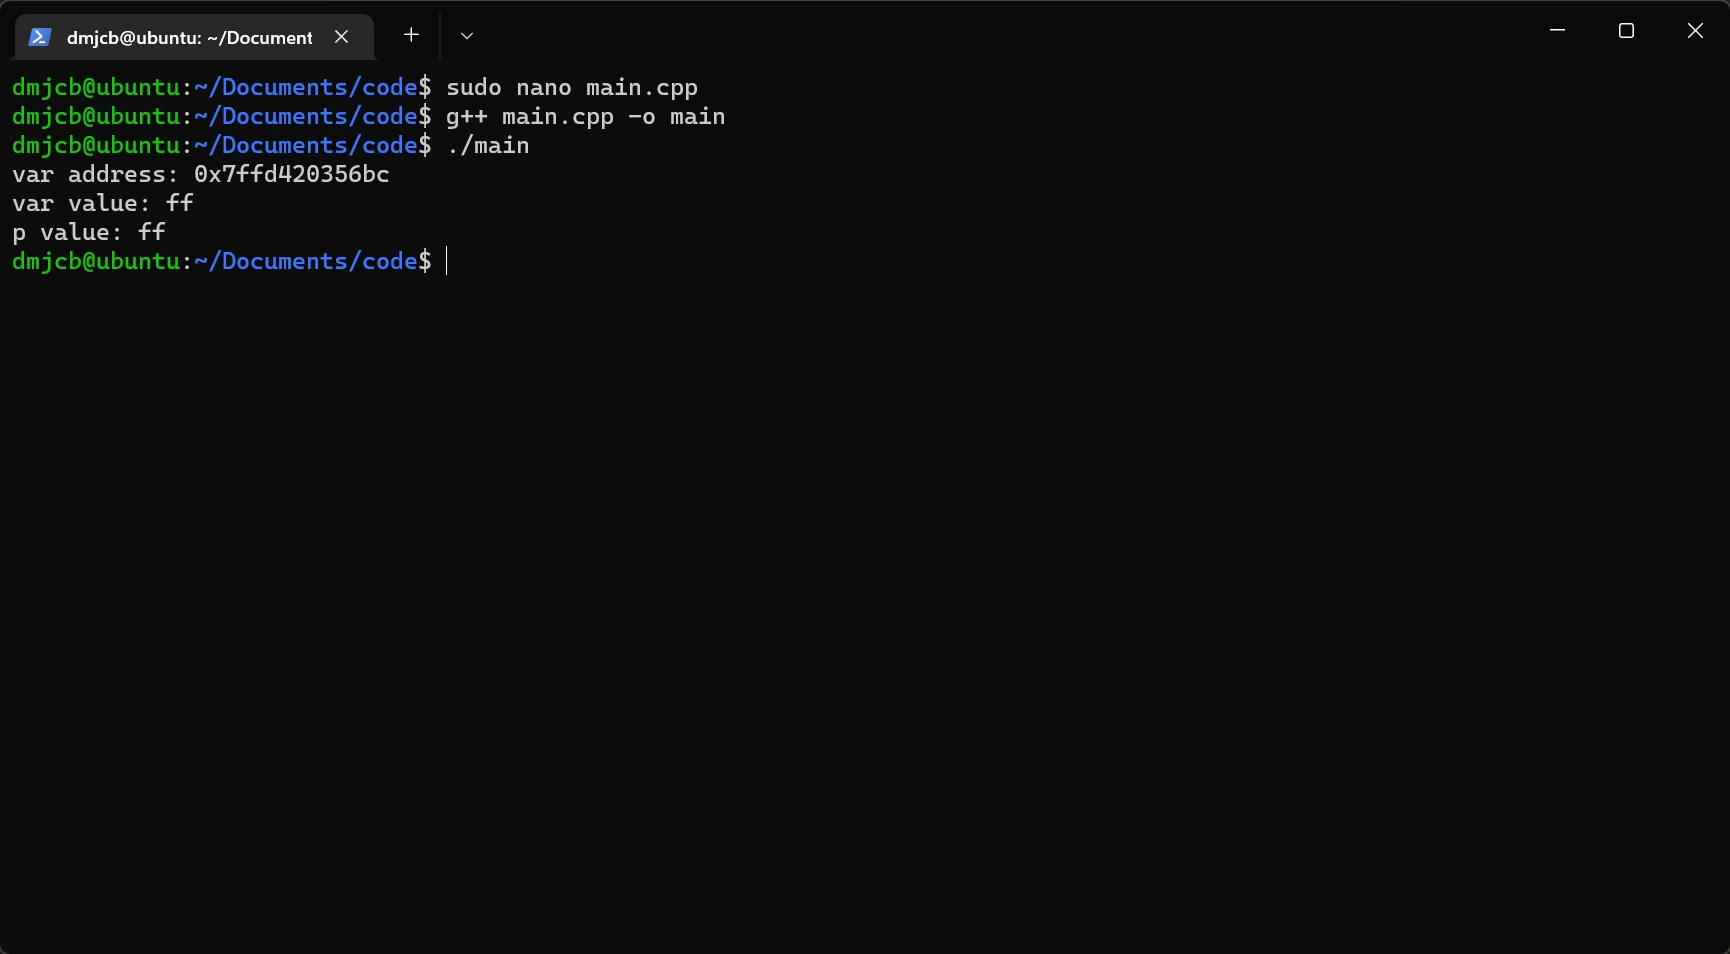 dmjcb@ubuntu: ~/Document
dmjcb@ubuntu:~/Documents/code$ sudo nano main.cpp
dmjcb@ubuntu:~/Documents/code$ g++ main.cpp -o main
dmjcb@ubuntu:~/Documents/code$ ./main
var address: 0x7ffd420356bc
var value: ff
p value: ff
dmjcb@ubuntu:~/Documents/code$